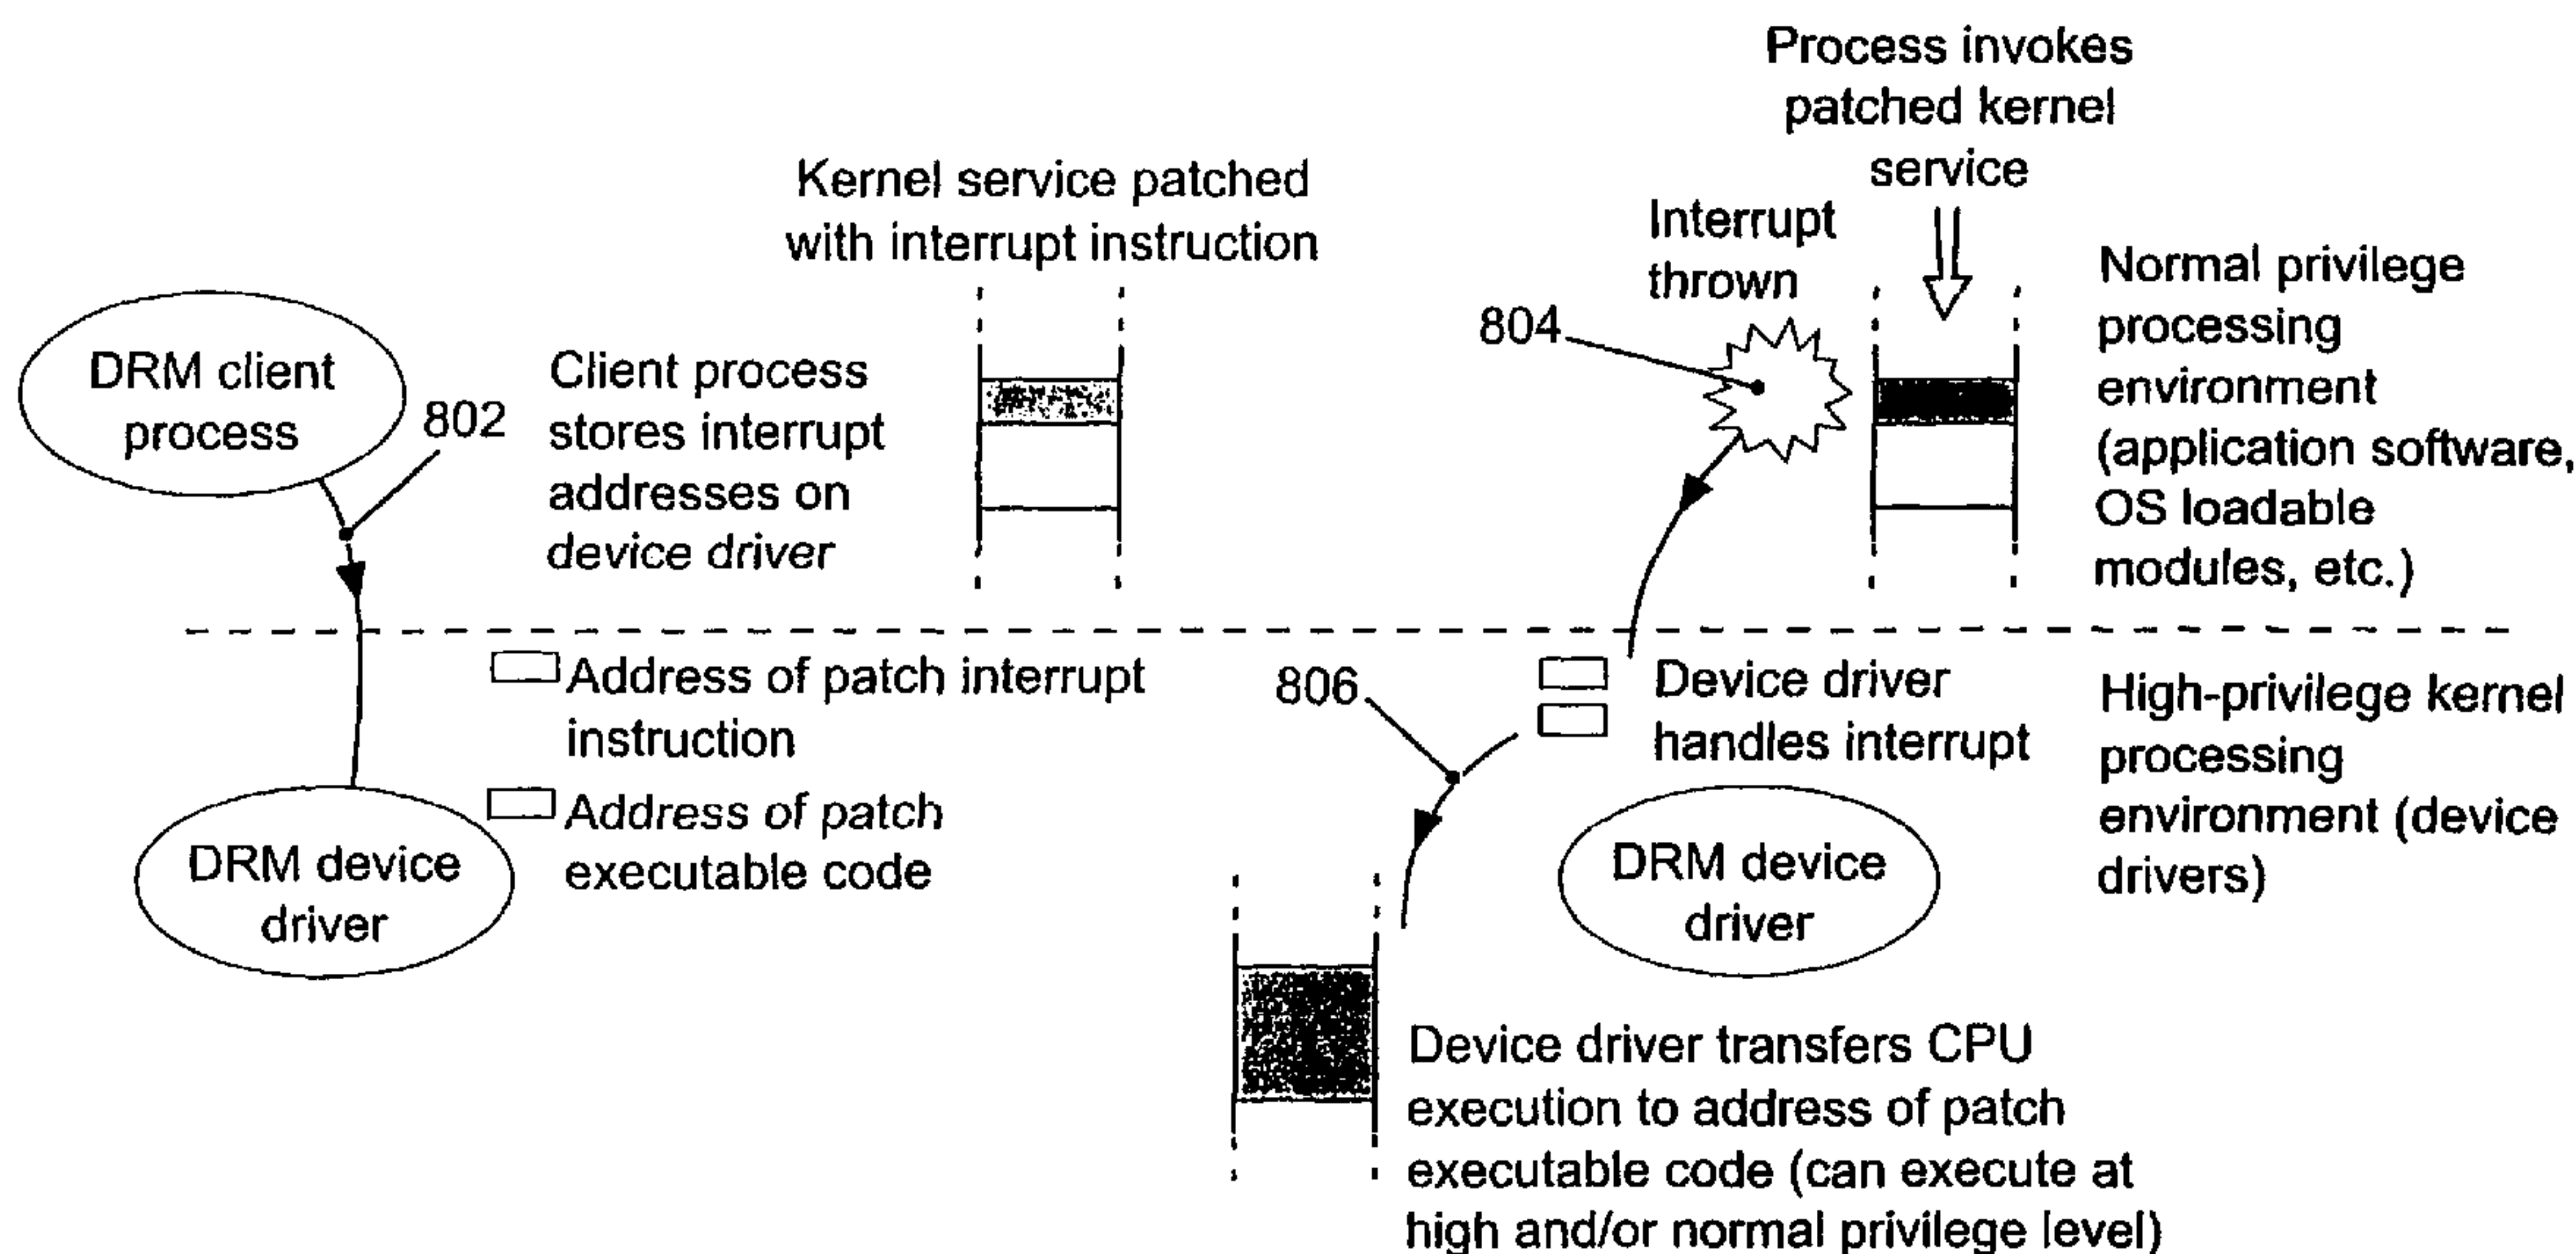 Process invokes
patched kernel
service
Kernel service patched
with interrupt instruction
Interrupt
thrown
804
Normal privilege
processing
environment
(application software,
OS loadable
modules, etc.)
DRM client
process
802
Client process
stores interrupt
addresses on
device driver
Address of patch interrupt
instruction
Address of patch
executable code
DRM device
driver
806
Device driver
handles interrupt
DRM device
driver
High-privilege kernel
processing
environment (device
drivers)
Device driver transfers CPU
execution to address of patch
executable code (can execute at
high and/or normal privilege level)